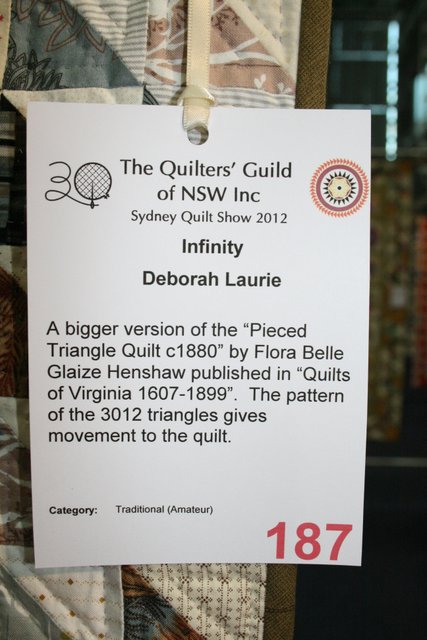 30
The Quilters' Guild
of NSW Inc
Sydney Quilt Show 2012
Infinity
Deborah Laurie
A bigger version of the "Pieced
Triangle Quilt c1880" by Flora Belle
Glaize Henshaw published in "Quilts
of Virginia 1607-1899".  The pattern
of the 3012 triangles gives
movement to the quilt.
Category: Traditional (Amateur)
187